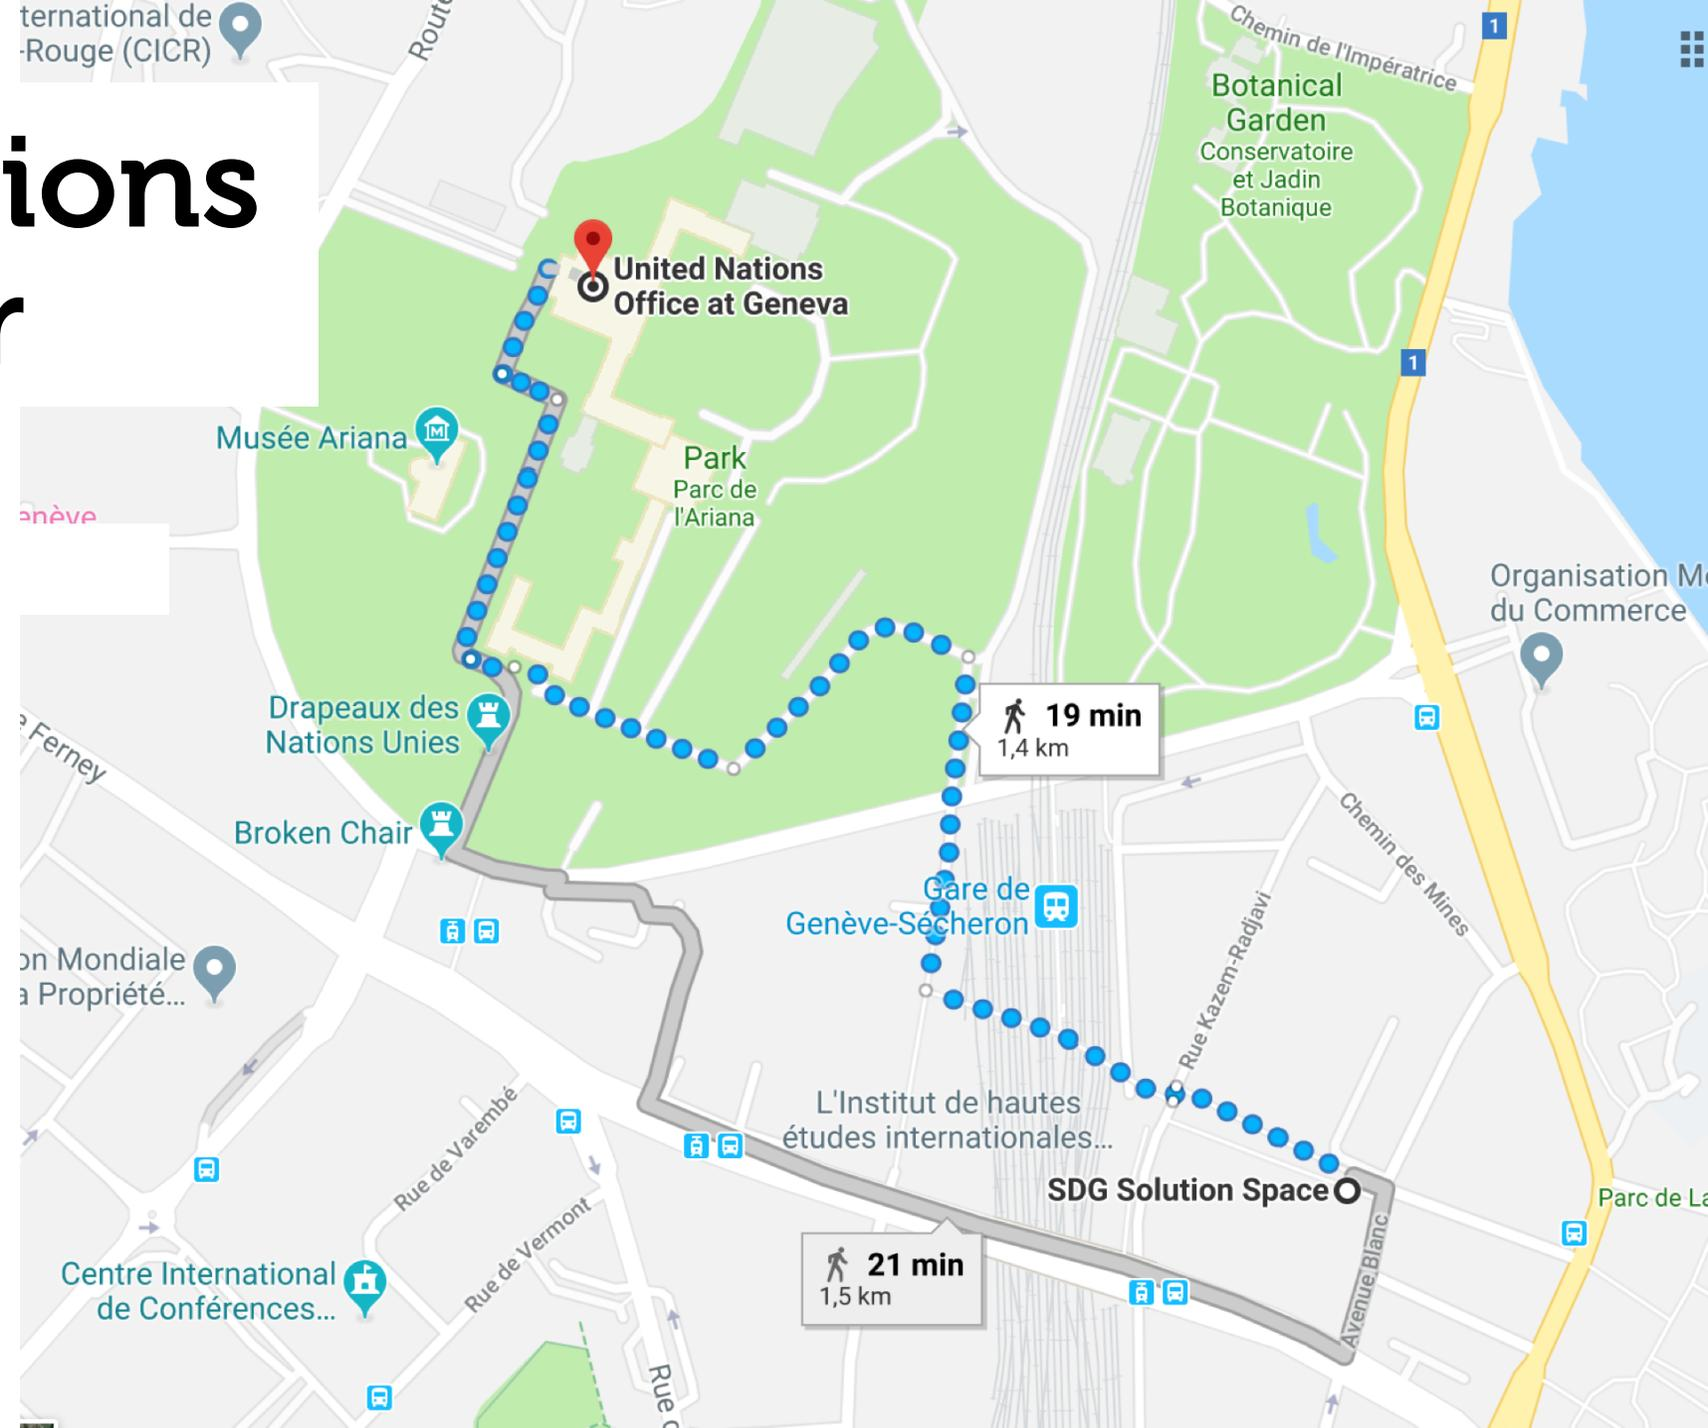 ternational de
-Rouge (CICR)
Route
Chemin de l'Impératrice
1
Botanical
Garden
Conservatoire
et Jadin
Botanique
ions
r
United Nations
Office at Geneva
1
Musée Ariana
Park
Parc de
l'Ariana
enève
Organisation M
du Commerce
e Ferney
Drapeaux des
Nations Unies
19 min
1,4 km
Broken Chair
Chemin des Mines
Gare de
Genève-Sécheron
Rue Kazem-Radjavi
on Mondiale
a Propriété...
L'Institut de hautes
études internationales...
Rue de Varembé
SDG Solution Space
Parc de La
Avenue Blanc
Rue de Vermont
21 min
1,5 km
Centre International
de Conférences...
Rue